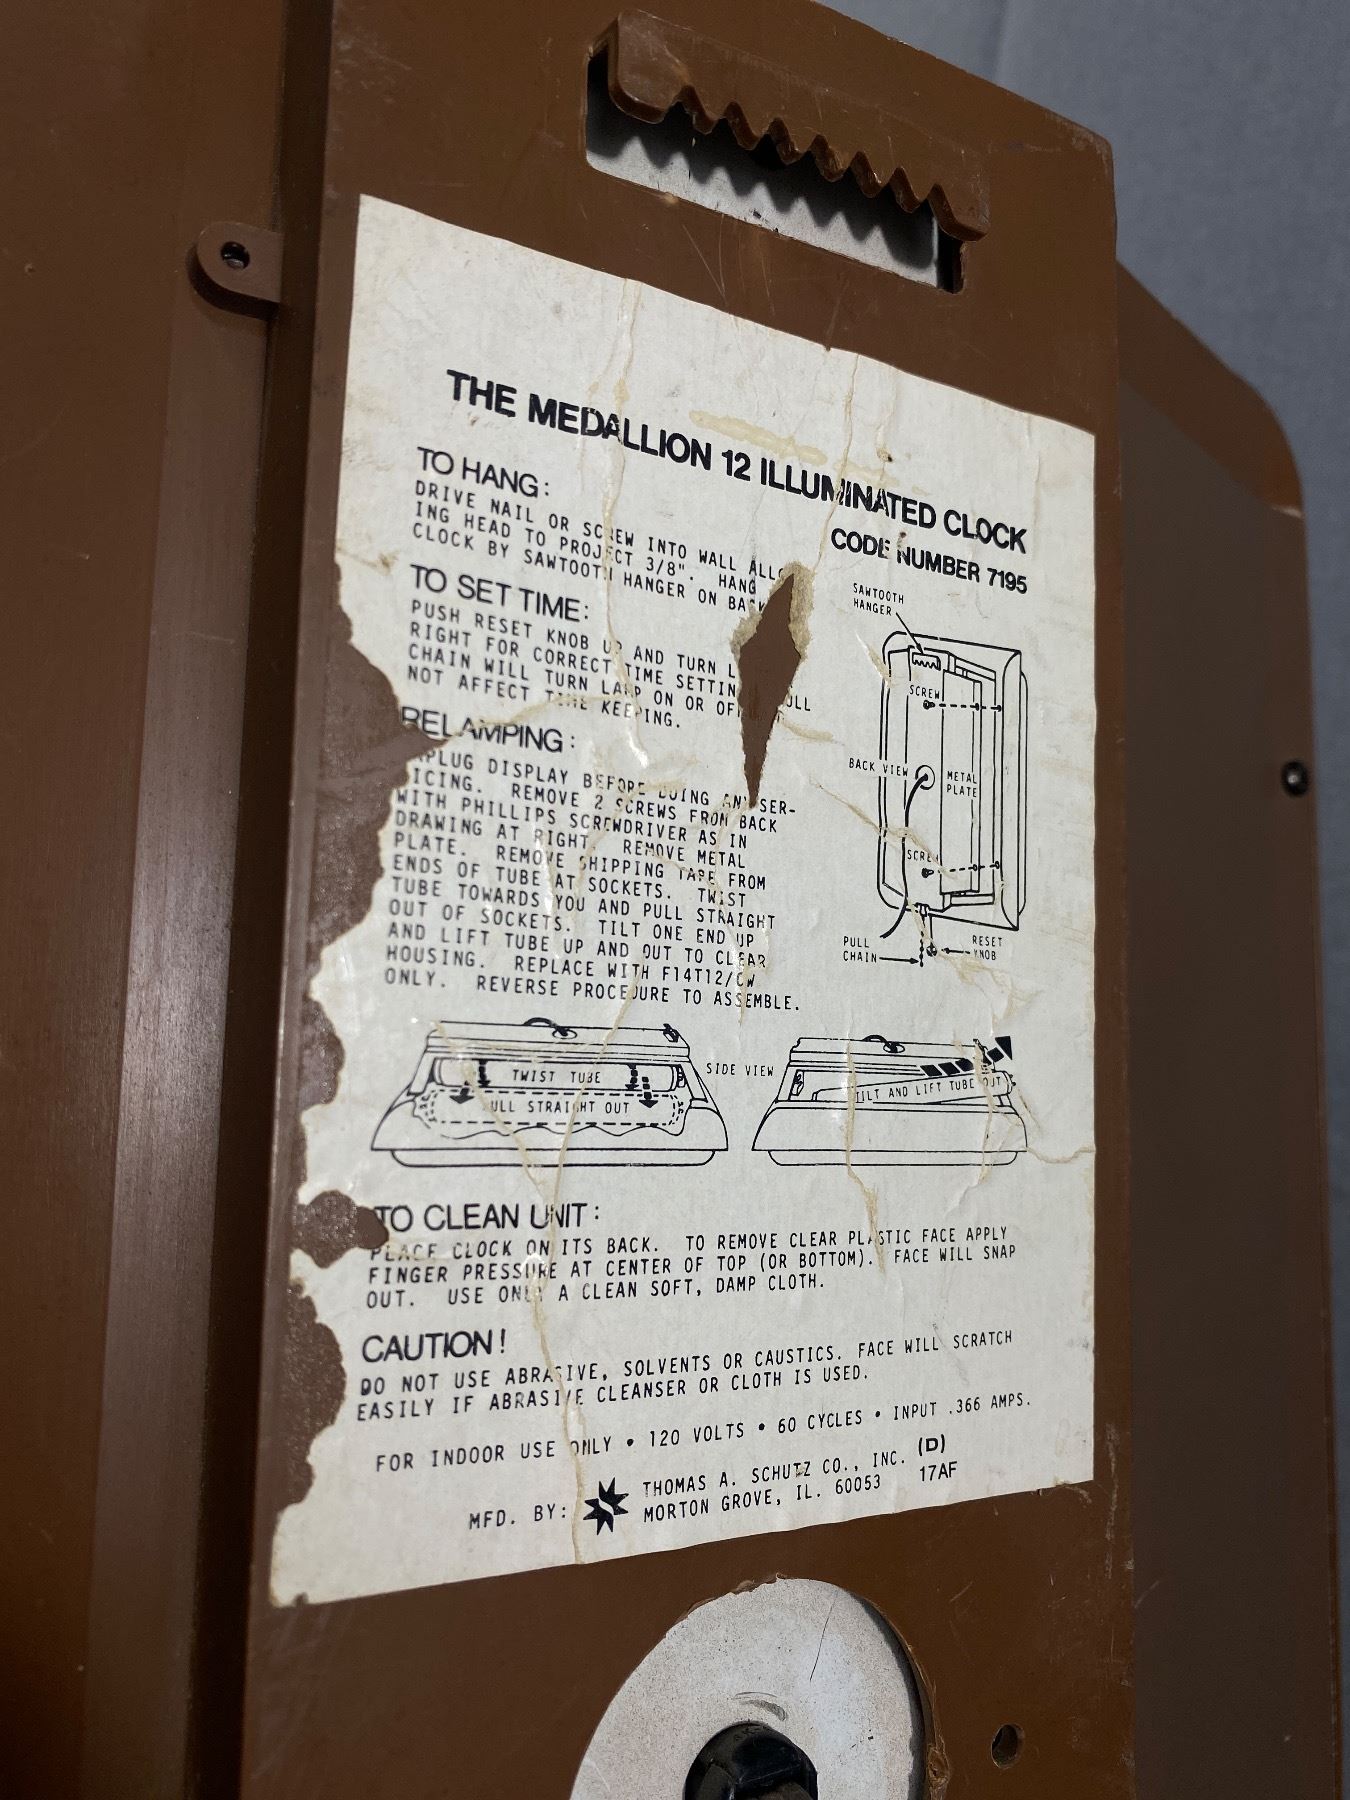 THE MEDALLION 12 ILLUMINATED CLOCK
CODE NUMBER 7195
TO HANG:
DRIVE NAIL OR SCREW INTO WALL ALLO
ING HEAD TO PROJECT 3/8". HANG
CLOCK BY SAWTOOTH HANGER ON BACK
TO SET TIME:
PUSH RESET KNOB UP AND TURN L
RIGHT FOR CORRECT TIME SETTIN ULL
CHAIN WILL TURN LAMP ON OR OF
NOT AFFECT TIME KEEPING.
RELAMPING:
NPLUG DISPLAY BEFORE DOING ANY SER-
ICING. REMOVE 2 SCREWS FROM BACK
WITH PHILLIPS SCREWDRIVER AS IN
DRAWING AT RIGHT. REMOVE METAL
PLATE. REMOVE SHIPPING TAPE FROM
ENDS OF TUBE AT SOCKETS. TWIST
TUBE TOWARDS YOU AND PULL STRAIGHT
OUT OF SOCKETS. TILT ONE END UP
AND LIFT TUBE UP AND OUT TO CLEAR
HOUSING. REPLACE WITH F14T12/CW
ONLY. REVERSE PROCEDURE TO ASSEMBLE.
SAWTOOTH
HANGER
SCREW
BACK VIEW
METAL
PLATE
SCREW
PULL
CHAIN
RESET
KNOB
TWIST TUBE
ULL STRAIGHT OUT
SIDE VIEW
TILT AND LIFT TUBE OUT
TO CLEAN UNIT:
PLACE CLOCK ON ITS BACK. TO REMOVE CLEAR PLASTIC FACE APPLY
FINGER PRESSURE AT CENTER OF TOP (OR BOTTOM). FACE WILL SNAP
OUT. USE ONLY A CLEAN SOFT, DAMP CLOTH.
CAUTION!
DO NOT USE ABRASIVE, SOLVENTS OR CAUSTICS. FACE WILL SCRATCH
EASILY IF ABRASIVE CLEANSER OR CLOTH IS USED.
FOR INDOOR USE ONLY • 120 VOLTS • 60 CYCLES • INPUT .366 AMPS.
MFD. BY: THOMAS A. SCHUTZ CO., INC. (D)
MORTON GROVE, IL. 60053 17AF